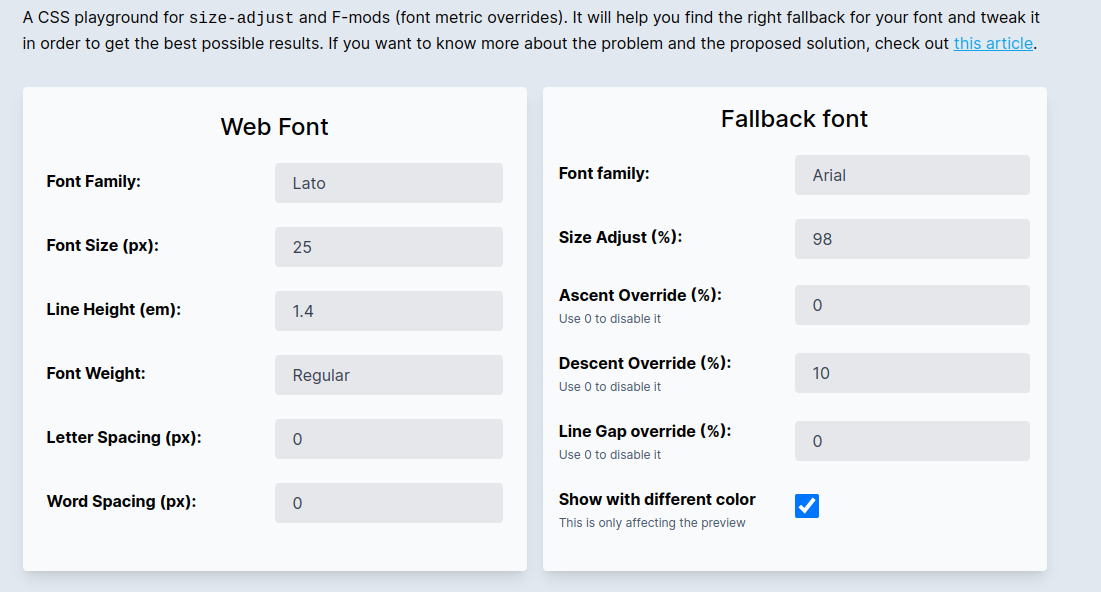 A CSS playground for size-adjust and F-mods (font metric overrides). It will help you find the right fallback for your font and tweak it
in order to get the best possible results. If you want to know more about the problem and the proposed solution, check out this article.
Web Font
Font Family:
Lato
Font Size (px):
25
Line Height (em):
1.4
Font Weight:
Regular
Letter Spacing (px):
0
Word Spacing (px):
0
Fallback font
Font family:
Arial
Size Adjust (%):
98
Ascent Override (%):
Use 0 to disable it
0
Descent Override (%):
Use 0 to disable it
10
Line Gap override (%):
Use 0 to disable it
0
Show with different color
This is only affecting the preview